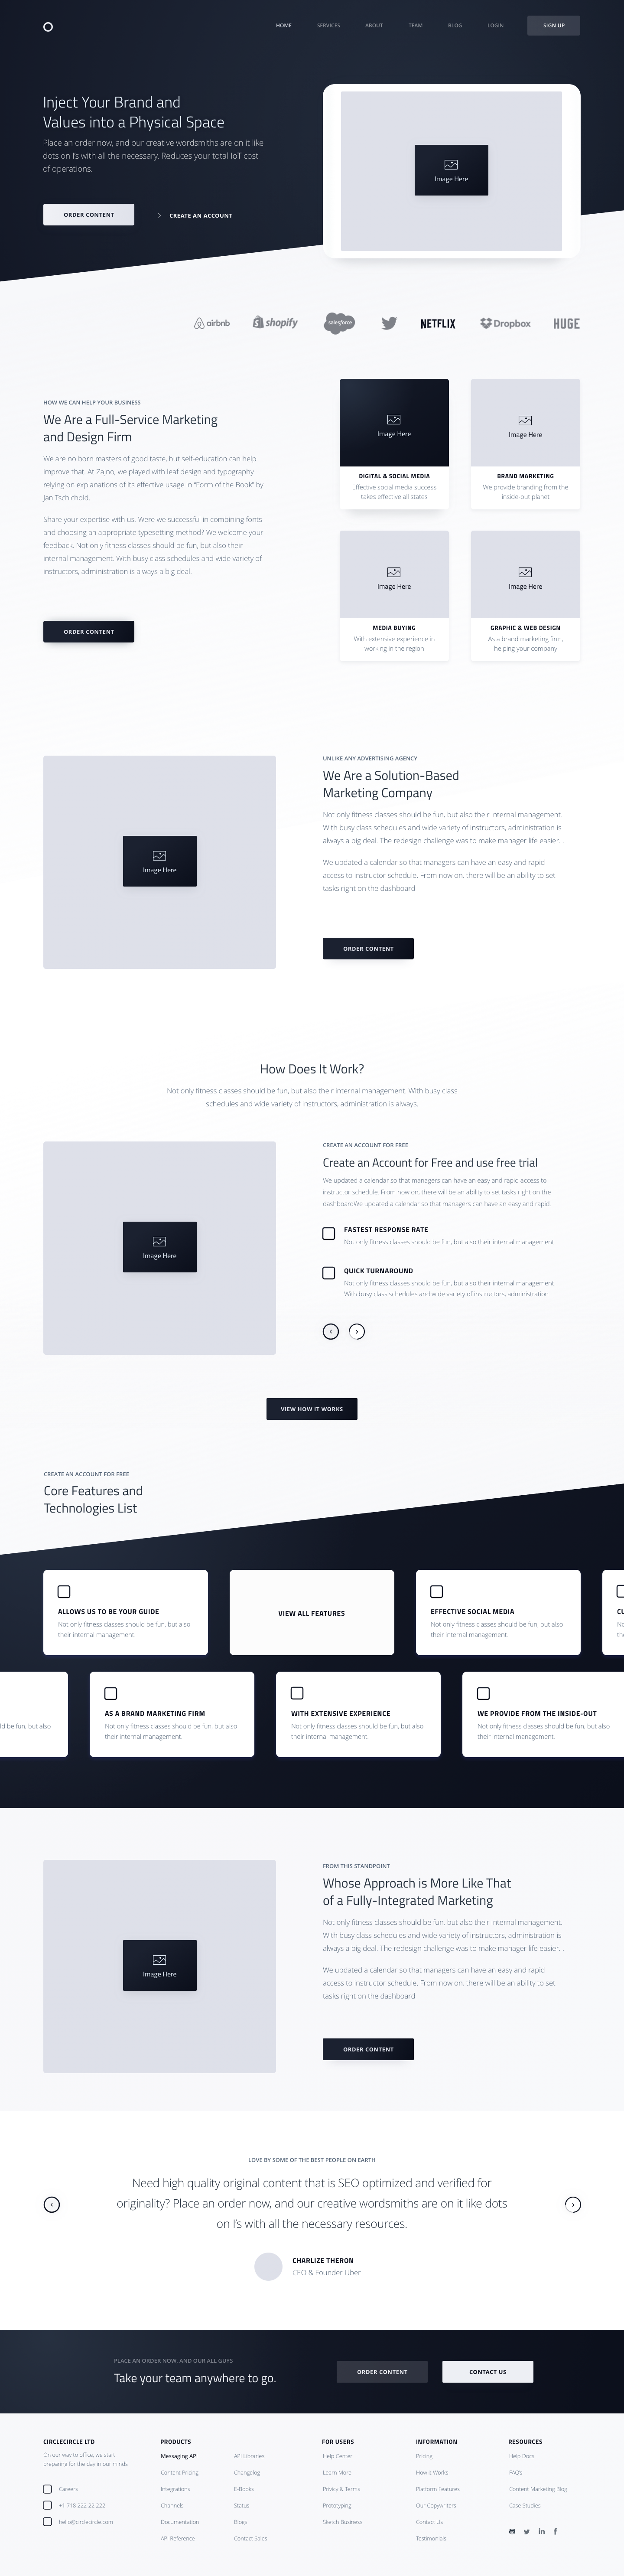 HOME SERVICES ABOUT TEAM BLOG LOGIN SIGN UP
Inject Your Brand and
Values into a Physical Space
Place an order now, and our creative wordsmiths are on it like
dots on I's with all the necessary. Reduces your total IoT cost
of operations.
ORDER CONTENT
CREATE AN ACCOUNT
Image Here
airbnb
shopify
salesforce
NETFLIX
Dropbox
HUGE
HOW WE CAN HELP YOUR BUSINESS
We Are a Full-Service Marketing
and Design Firm
We are no born masters of good taste, but self-education can help
improve that. At Zajno, we played with leaf design and typography
relying on explanations of its effective usage in "Form of the Book" by
Jan Tschichold.
Share your expertise with us. Were we successful in combining fonts
and choosing an appropriate typesetting method? We welcome your
feedback. Not only fitness classes should be fun, but also their
internal management. With busy class schedules and wide variety of
instructors, administration is always a big deal.
ORDER CONTENT
Image Here
DIGITAL & SOCIAL MEDIA
Effective social media success
takes effective all states
Image Here
BRAND MARKETING
We provide branding from the
inside-out planet
Image Here
MEDIA BUYING
With extensive experience in
working in the region
Image Here
GRAPHIC & WEB DESIGN
As a brand marketing firm,
helping your company
Image Here
UNLIKE ANY ADVERTISING AGENCY
We Are a Solution-Based
Marketing Company
Not only fitness classes should be fun, but also their internal management.
With busy class schedules and wide variety of instructors, administration is
always a big deal. The redesign challenge was to make manager life easier. .
We updated a calendar so that managers can have an easy and rapid
access to instructor schedule. From now on, there will be an ability to set
tasks right on the dashboard
ORDER CONTENT
How Does It Work?
Not only fitness classes should be fun, but also their internal management. With busy class
schedules and wide variety of instructors, administration is always.
Image Here
CREATE AN ACCOUNT FOR FREE
Create an Account for Free and use free trial
We updated a calendar so that managers can have an easy and rapid access to
instructor schedule. From now on, there will be an ability to set tasks right on the
dashboardWe updated a calendar so that managers can have an easy and rapid.
FASTEST RESPONSE RATE
Not only fitness classes should be fun, but also their internal management.
QUICK TURNAROUND
Not only fitness classes should be fun, but also their internal management.
With busy class schedules and wide variety of instructors, administration
VIEW HOW IT WORKS
CREATE AN ACCOUNT FOR FREE
Core Features and
Technologies List
ALLOWS US TO BE YOUR GUIDE
Not only fitness classes should be fun, but also
their internal management
VIEW ALL FEATURES
EFFECTIVE SOCIAL MEDIA
Not only fitness classes should be fun, but also
their internal management
ld be fun, but also
AS A BRAND MARKETING FIRM
Not only fitness classes should be fun, but also
their internal management
WITH EXTENSIVE EXPERIENCE
Not only fitness classes should be fun, but also
their internal management
WE PROVIDE FROM THE INSIDE-OUT
Not only fitness classes should be fun, but also
their internal management
Image Here
FROM THIS STANDPOINT
Whose Approach is More Like That
of a Fully-Integrated Marketing
Not only fitness classes should be fun, but also their internal management.
With busy class schedules and wide variety of instructors, administration is
always a big deal. The redesign challenge was to make manager life easier. .
We updated a calendar so that managers can have an easy and rapid
access to instructor schedule. From now on, there will be an ability to set
tasks right on the dashboard
ORDER CONTENT
LOVE BY SOME OF THE BEST PEOPLE ON EARTH
Need high quality original content that is SEO optimized and verified for
originality? Place an order now, and our creative wordsmiths are on it like dots
on I's with all the necessary resources.
CHARLIZE THERON
CEO & Founder Uber
PLACE AN ORDER NOW, AND OUR ALL GUYS
Take your team anywhere to go.
ORDER CONTENT
CONTACT US
CIRCLECIRCLE LTD
On our way to office, we start
preparing for the day in our minds
Careers
+1 718 222 22 222
hello@circlecircle.com
PRODUCTS
Messaging API
Content Pricing
Integrations
Channels
Documentation
API Reference
API Libraries
Changelog
E-Books
Status
Blogs
Contact Sales
FOR USERS
Help Center
Learn More
Privcy & Terms
Prototyping
Sketch Business
INFORMATION
Pricing
How it Works
Platform Features
Our Copywriters
Contact Us
Testimonials
RESOURCES
Help Docs
FAQ's
Content Marketing Blog
Case Studies